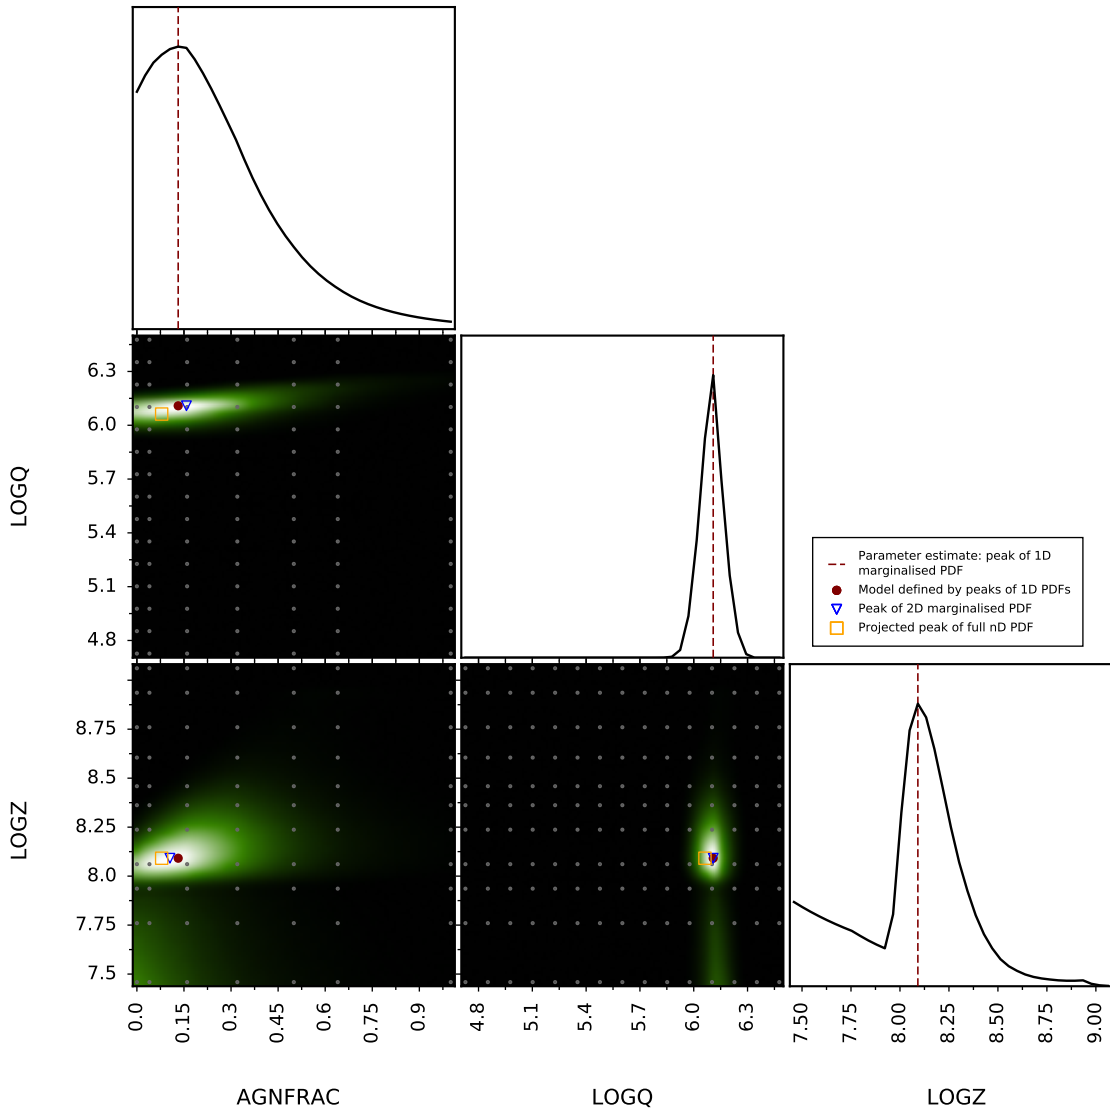 6.3
6.0
5.7
5.4
5.1
4.8
LOGQ
Parameter estimate: peak of 1D
marginalised PDF
Model defined by peaks of 1D PDFs
Peak of 2D marginalised PDF
Projected peak of full nD PDF
8.75
8.5
8.25
8.0
7.75
7.5
LOGZ
0.0 0.15 0.3 0.45 0.6 0.75 0.9
4.8 5.1 5.4 5.7 6.0 6.3
7.50 7.75 8.00 8.25 8.50 8.75 9.00
AGNFRAC LOGQ LOGZ